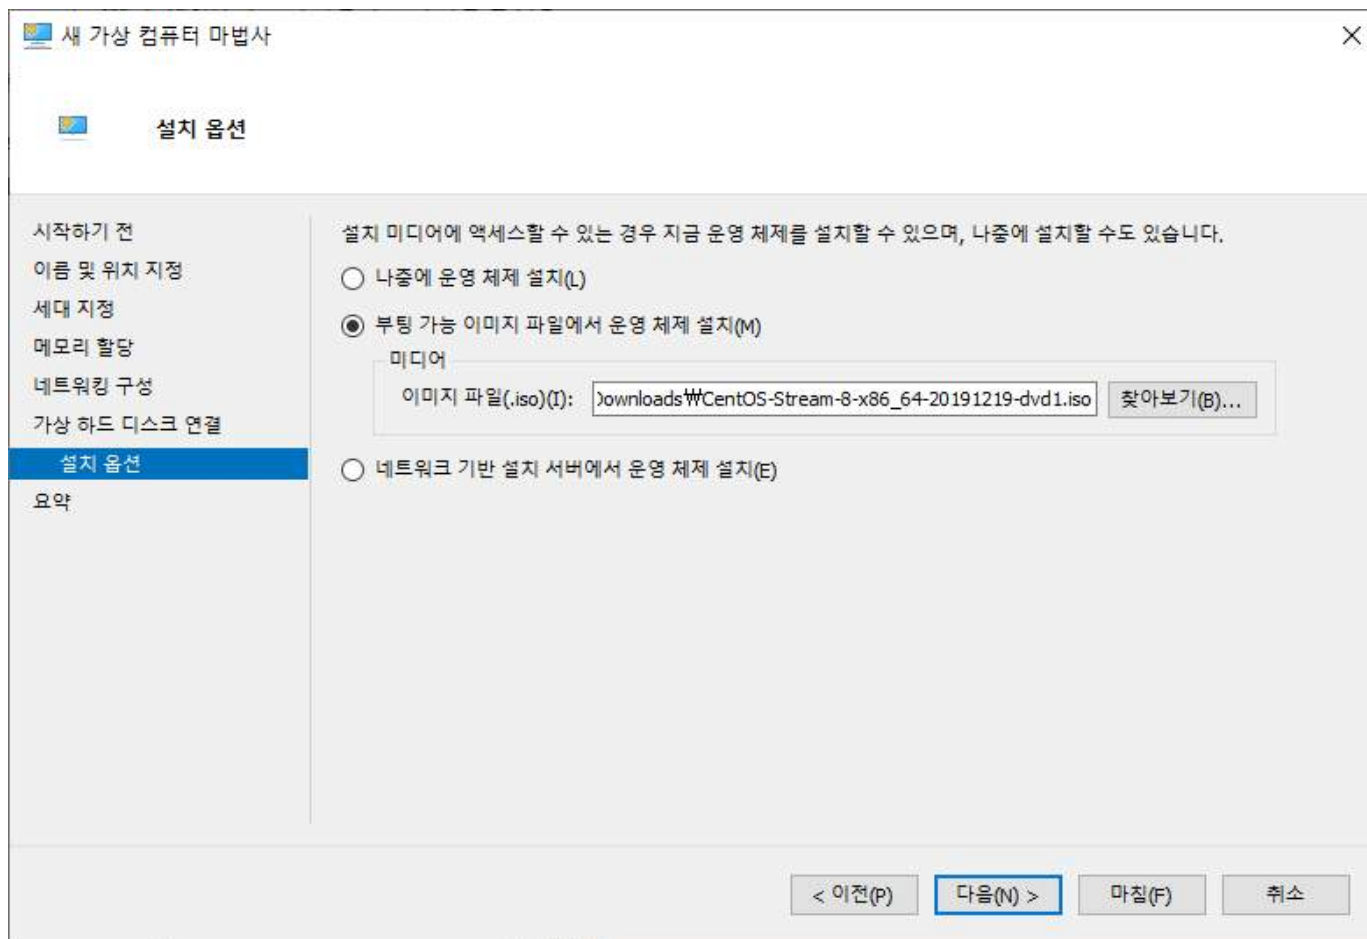 새 가상 컴퓨터 마법사
설치 옵션
시작하기 전
이름 및 위치 지정
세대 지정
메모리 할당
네트워킹 구성
가상 하드 디스크 연결
설치 옵션
요약
설치 미디어에 액세스할 수 있는 경우 지금 운영 체제를 설치할 수 있으며, 나중에 설치할 수도 있습니다.
나중에 운영 체제 설치(L)
부팅 가능 이미지 파일에서 운영 체제 설치(M)
미디어
이미지 파일(.iso)(I): ownloads₩CentOS-Stream-8-x86_64-20191219-dvd1.iso 찾아보기(B)...
네트워크 기반 설치 서버에서 운영 체제 설치(E)
< 이전(P) 다음(N) > 마침(F) 취소